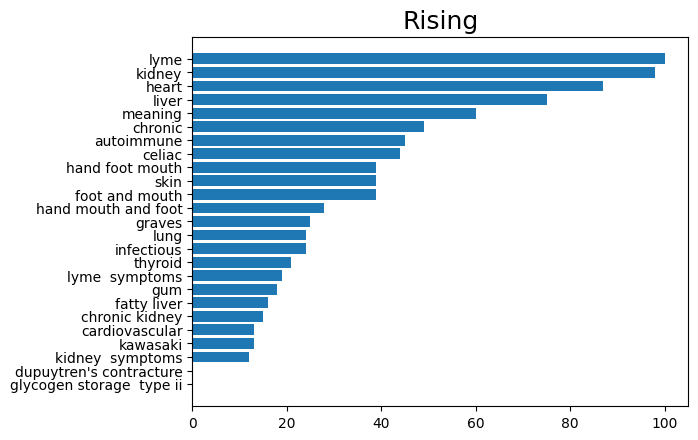 Rising
lyme
kidney
heart
liver
meaning
chronic
autoimmune
celiac
hand foot mouth
skin
foot and mouth
hand mouth and foot
graves
lung
infectious
thyroid
lyme  symptoms
gum
fatty liver
chronic kidney
cardiovascular
kawasaki
kidney  symptoms
dupuytren's contracture
glycogen storage  type ii
0 20 40 60 80 100